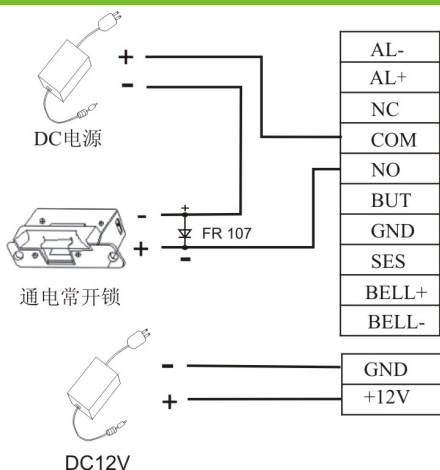 +
-
DC电源
AL-
AL+
NC
COM
NO
BUT
GND
SES
BELL+
BELL-
-
+
+
FR 107
-
通电常开锁
-
+
GND
+12V
DC12V